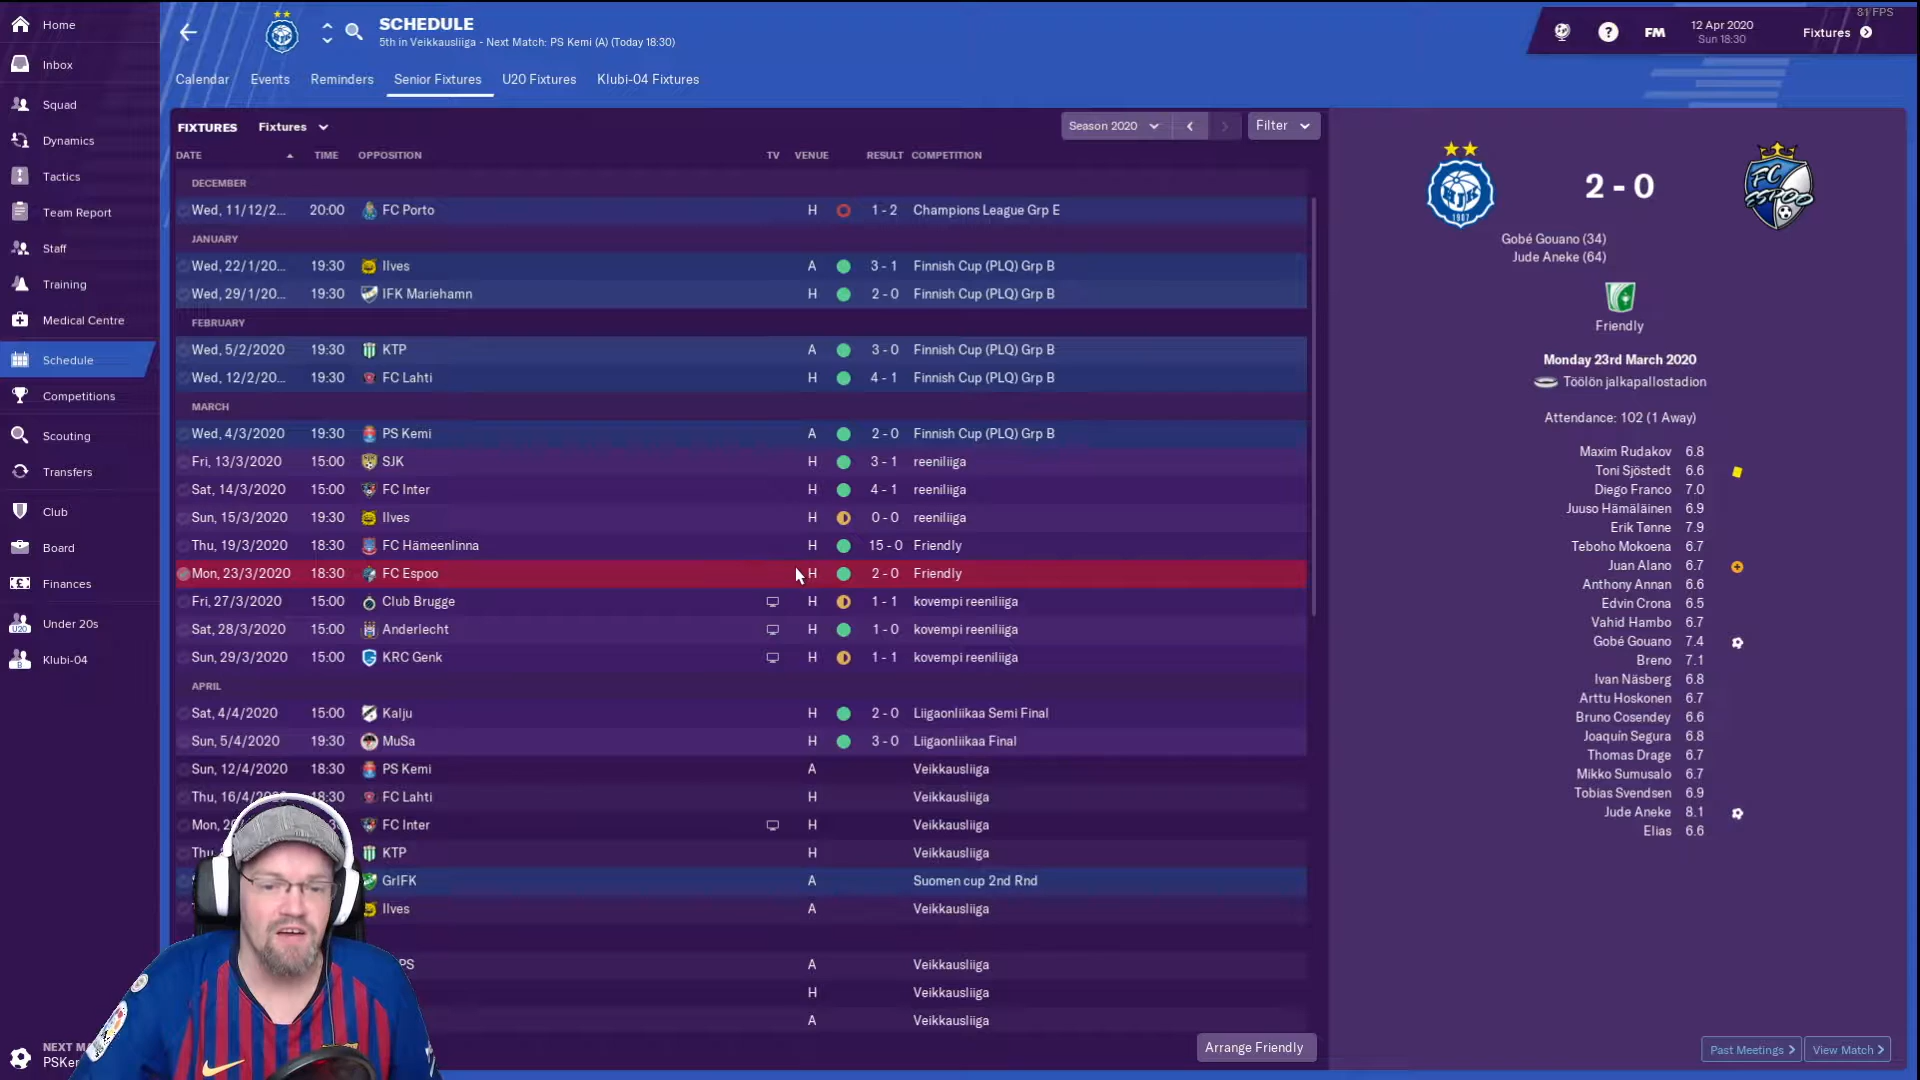 81 FPS
Home
Inbox
Squad
Dynamics
Tactics
Team Report
Staff
Training
Medical Centre
Schedule
Competitions
Scouting
Transfers
Club
Board
Finances
Under 20s
Klubi-04
SCHEDULE
5th in Veikkausliiga - Next Match: PS Kemi (A) (Today 18:30)
FM
12 Apr 2020
Sun 18:30
Fixtures
Calendar Events Reminders Senior Fixtures U20 Fixtures Klubi-04 Fixtures
FIXTURES Fixtures Season 2020 Filter
DATE TIME OPPOSITION TV VENUE RESULT COMPETITION
DECEMBER
Wed, 11/12/2... 20:00 FC Porto H 1 - 2 Champions League Grp E
JANUARY
Wed, 22/1/20... 19:30 Ilves A 3 - 1 Finnish Cup (PLQ) Grp B
Wed, 29/1/20... 19:30 IFK Mariehamn H 2 - 0 Finnish Cup (PLQ) Grp B
FEBRUARY
Wed, 5/2/2020 19:30 KTP A 3 - 0 Finnish Cup (PLQ) Grp B
Wed, 12/2/20... 19:30 FC Lahti H 4 - 1 Finnish Cup (PLQ) Grp B
MARCH
Wed, 4/3/2020 19:30 PS Kemi A 2 - 0 Finnish Cup (PLQ) Grp B
Fri, 13/3/2020 15:00 SJK H 3 - 1 reeniliiga
Sat, 14/3/2020 15:00 FC Inter H 4 - 1 reeniliiga
Sun, 15/3/2020 19:30 Ilves H 0 - 0 reeniliiga
Thu, 19/3/2020 18:30 FC Hämeenlinna H 15 - 0 Friendly
Mon, 23/3/2020 18:30 FC Espoo H 2 - 0 Friendly
Fri, 27/3/2020 15:00 Club Brugge H 1 - 1 kovempi reeniliiga
Sat, 28/3/2020 15:00 Anderlecht H 1 - 0 kovempi reeniliiga
Sun, 29/3/2020 15:00 KRC Genk H 1 - 1 kovempi reeniliiga
APRIL
Sat, 4/4/2020 15:00 Kalju H 2 - 0 Liigaonliikaa Semi Final
Sun, 5/4/2020 19:30 MuSa H 3 - 0 Liigaonliikaa Final
Sun, 12/4/2020 18:30 PS Kemi A Veikkausliiga
Thu, 16/4/2020 18:30 FC Lahti H Veikkausliiga
Mon, FC Inter H Veikkausliiga
Thu, KTP H Veikkausliiga
GrIFK A Suomen cup 2nd Rnd
Ilves A Veikkausliiga
PS A Veikkausliiga
H Veikkausliiga
A Veikkausliiga
Arrange Friendly
1907
2 - 0
FC ESPOO
Gobé Gouano (34)
Jude Aneke (64)
Friendly
Monday 23rd March 2020
Töölön jalkapallostadion
Attendance: 102 (1 Away)
Maxim Rudakov 6.8
Toni Sjöstedt 6.6
Diego Franco 7.0
Juuso Hämäläinen 6.9
Erik Tønne 7.9
Teboho Mokoena 6.7
Juan Alano 6.7
Anthony Annan 6.6
Edvin Crona 6.5
Vahid Hambo 6.7
Gobé Gouano 7.4
Breno 7.1
Ivan Näsberg 6.8
Arttu Hoskonen 6.7
Bruno Cosendey 6.6
Joaquín Segura 6.8
Thomas Drage 6.7
Mikko Sumusalo 6.7
Tobias Svendsen 6.9
Jude Aneke 8.1
Elias 6.6
Past Meetings
View Match